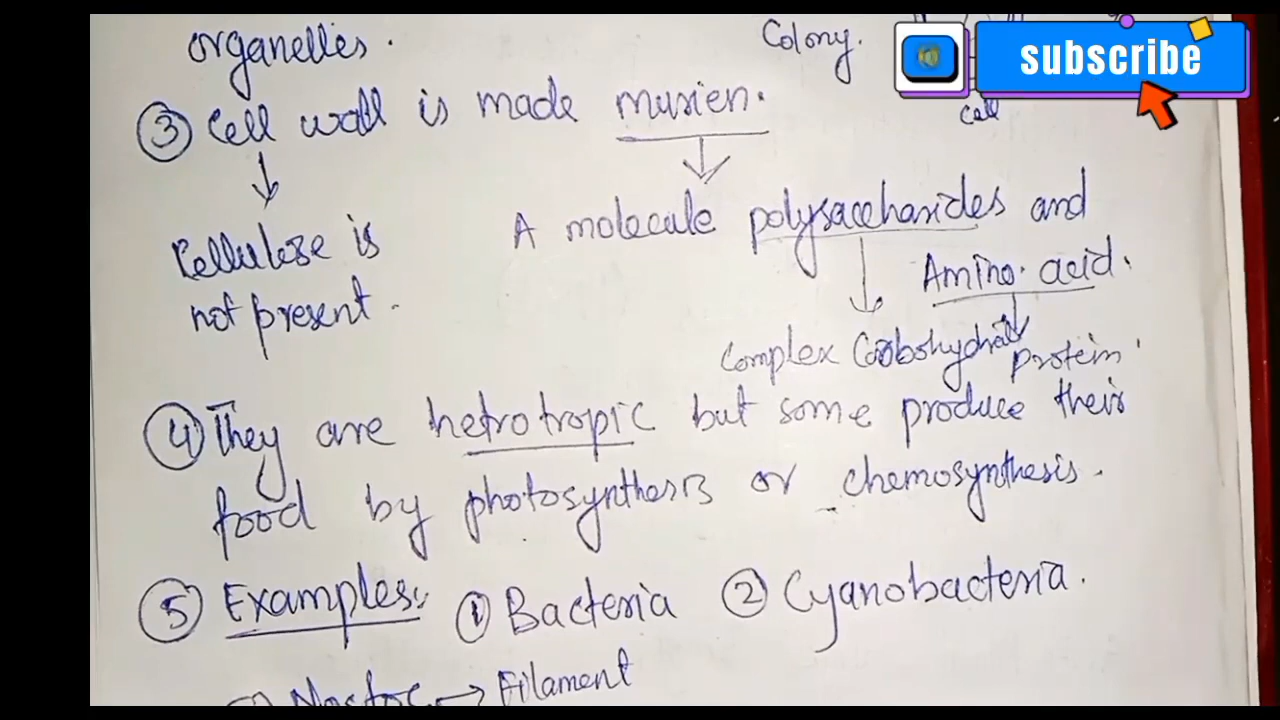 organelles.
Colony.
subscribe
Cell
③ Cell wall is made murien.
Cellulose is
not present.
A molecule polysaccharides and
Amino. acid.
Complex Carbohydrate
protein.
④ They are hetrotropic but some produce their
food by photosynthesis or chemosynthesis.
⑤ Examples:
① Bacteria ② Cyanobacteria.
Nostoc → Filament